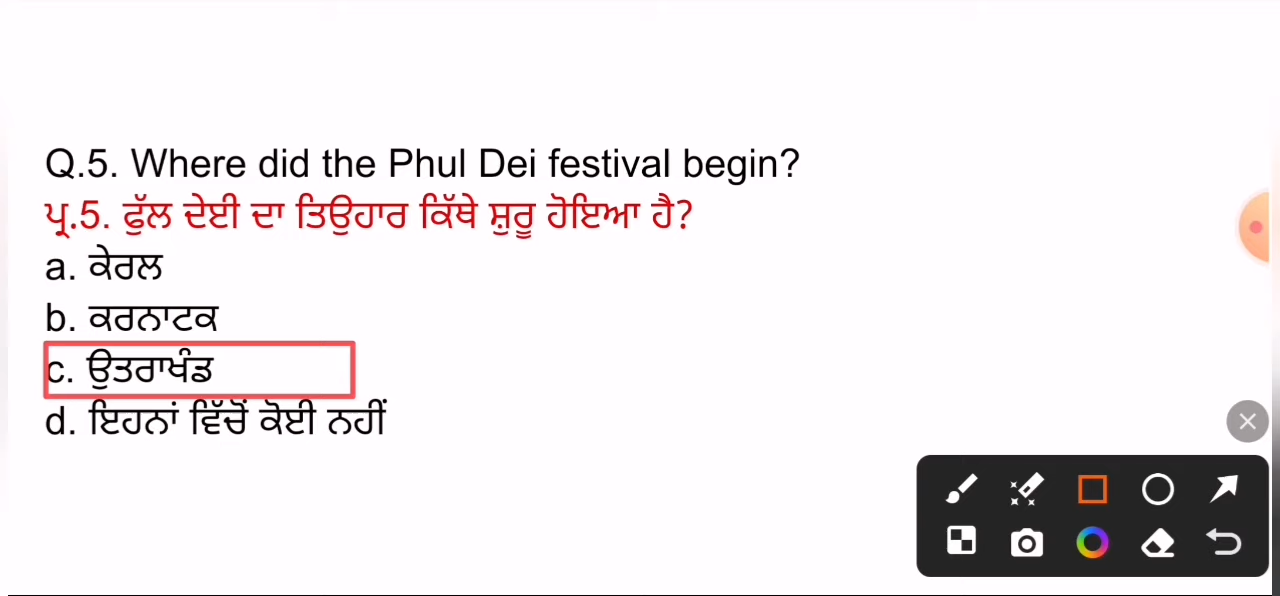 Q.5. Where did the Phul Dei festival begin?
ਪ੍ਰ.5. ਫੁੱਲ ਦੇਈ ਦਾ ਤਿਉਹਾਰ ਕਿੱਥੇ ਸ਼ੁਰੂ ਹੋਇਆ ਹੈ?
a. ਕੇਰਲ
b. ਕਰਨਾਟਕ
c. ਉਤਰਾਖੰਡ
d. ਇਹਨਾਂ ਵਿੱਚੋਂ ਕੋਈ ਨਹੀਂ